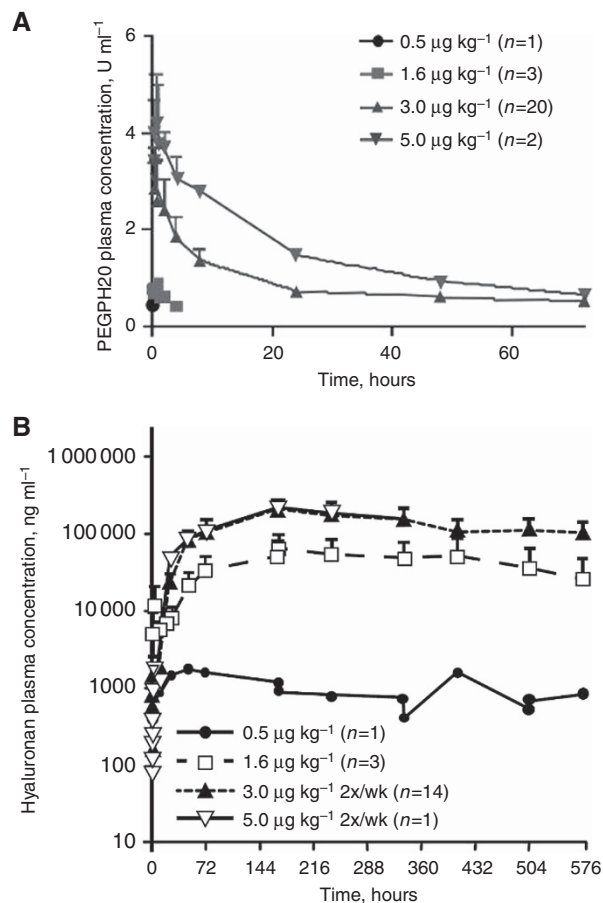 A
PEGPH20 plasma concentration, U ml⁻¹
6
4
2
0
0
20
40
60
Time, hours
0.5 μg kg⁻¹ (n=1)
1.6 μg kg⁻¹ (n=3)
3.0 μg kg⁻¹ (n=20)
5.0 μg kg⁻¹ (n=2)
B
Hyaluronan plasma concentration, ng ml⁻¹
1 000 000
100 000
10 000
1000
100
10
0.5 μg kg⁻¹ (n=1)
1.6 μg kg⁻¹ (n=3)
3.0 μg kg⁻¹ 2x/wk (n=14)
5.0 μg kg⁻¹ 2x/wk (n=1)
0
72
144
216
288
360
432
504
576
Time, hours